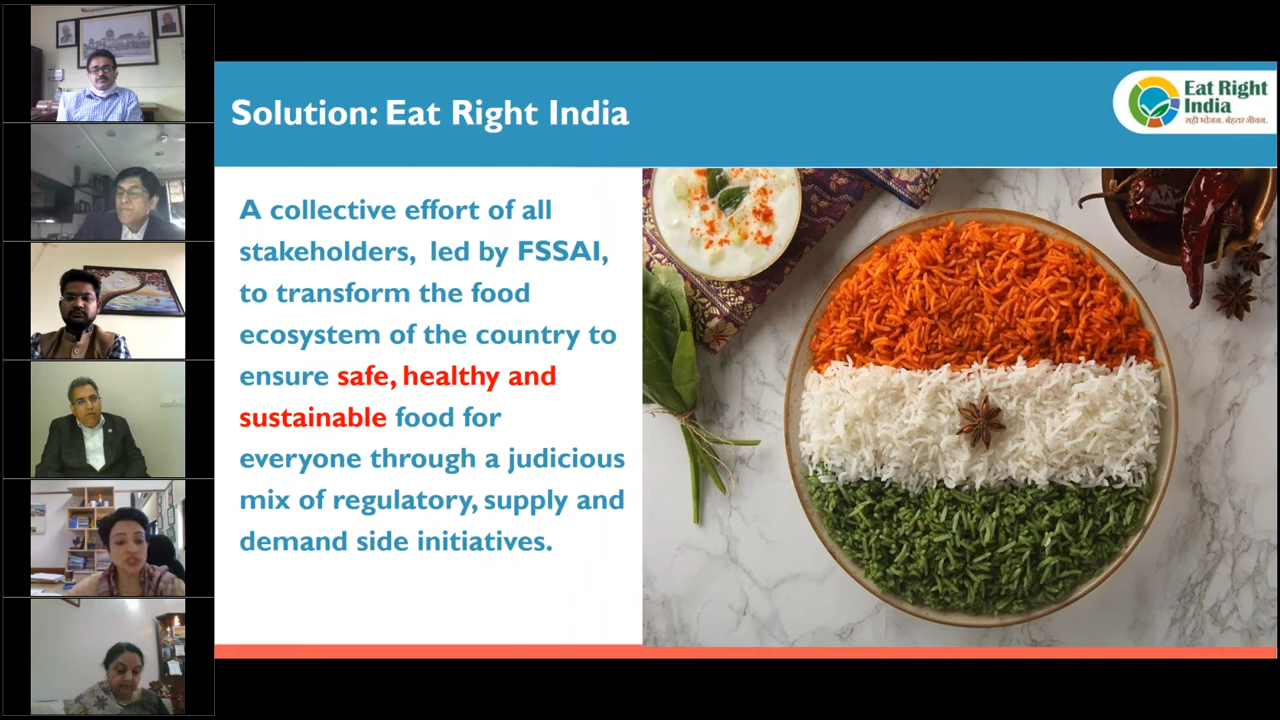 Solution: Eat Right India
Eat Right
India
सही भोजन. बेहतर जीवन.
A collective effort of all
stakeholders, led by FSSAI,
to transform the food
ecosystem of the country to
ensure safe, healthy and
sustainable food for
everyone through a judicious
mix of regulatory, supply and
demand side initiatives.